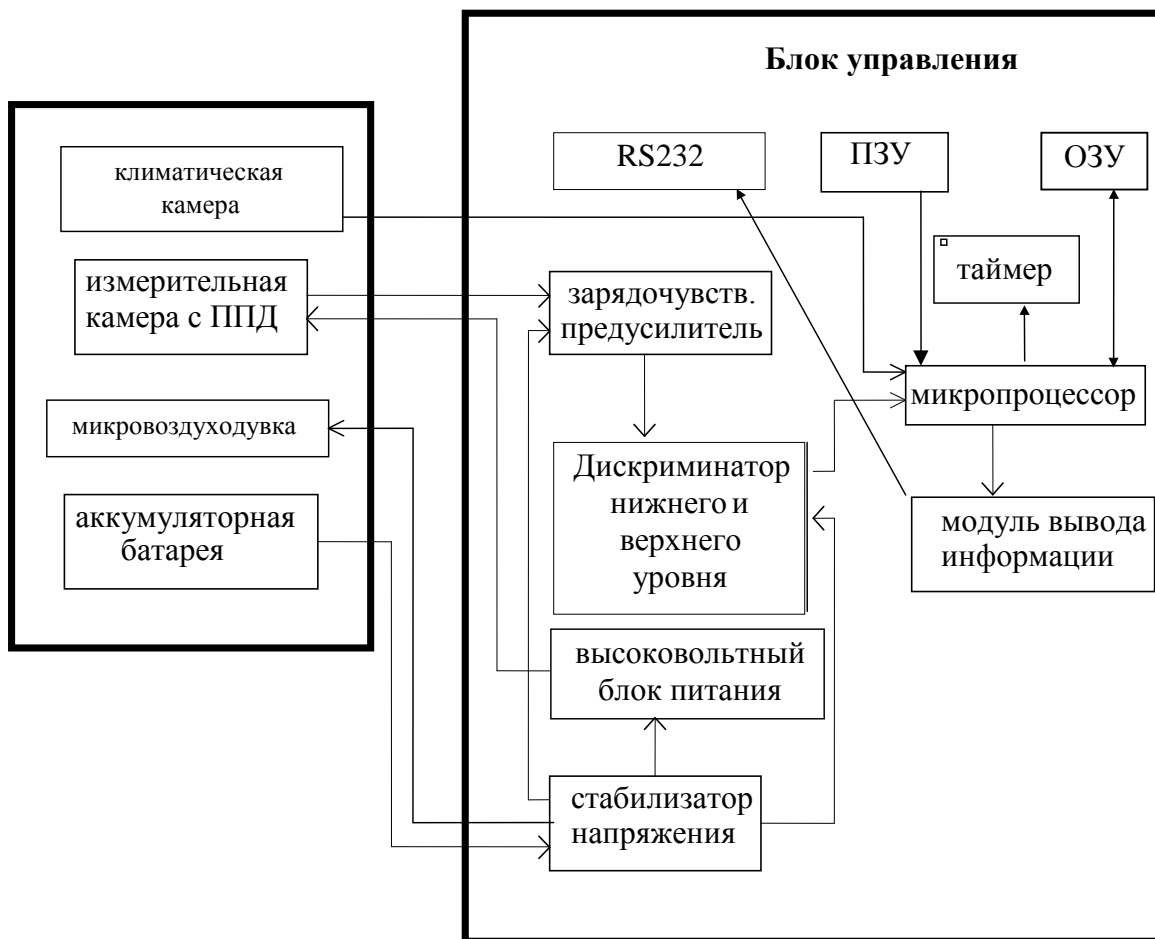 Блок управления
климатическая
камера
измерительная
камера с ППД
микровоздуходувка
аккумуляторная
батарея
RS232
ПЗУ
ОЗУ
таймер
зарядочувств.
предусилитель
микропроцессор
Дискриминатор
нижнего и
верхнего
уровня
модуль вывода
информации
высоковольтный
блок питания
стабилизатор
напряжения